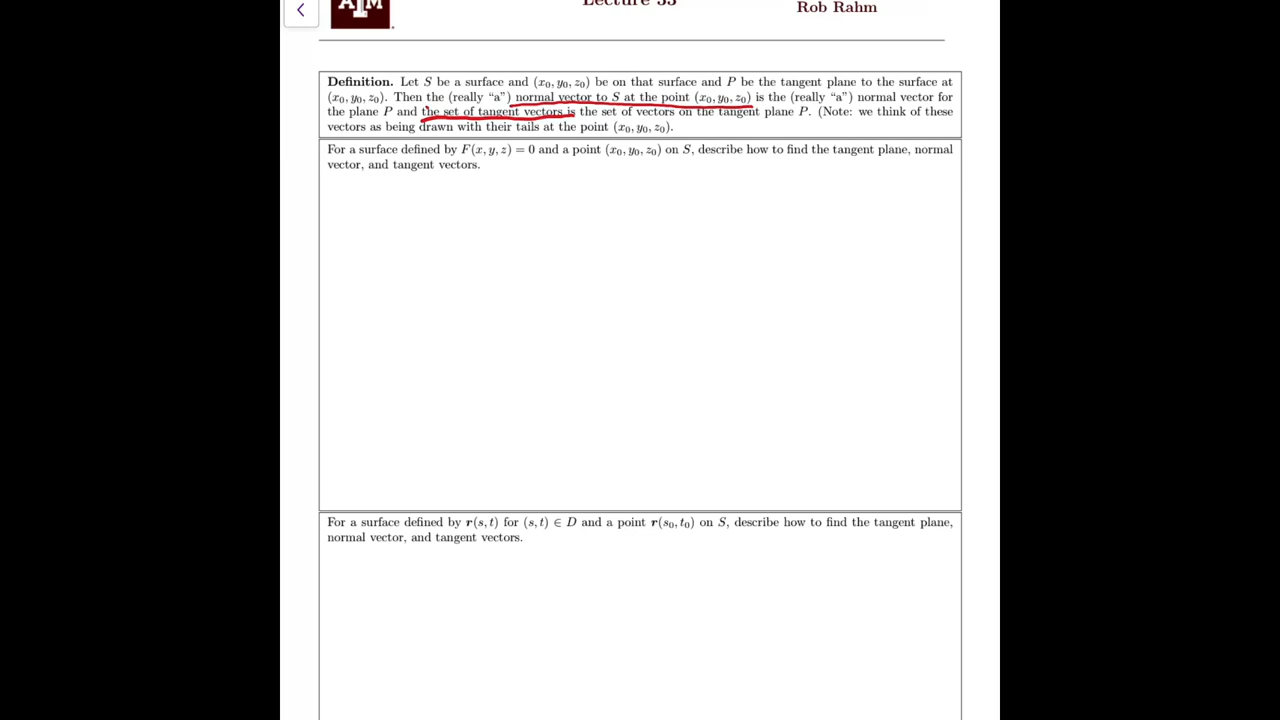 Lecture 33
Rob Rahm
Definition. Let S be a surface and (x₀, y₀, z₀) be on that surface and P be the tangent plane to the surface at
(x₀, y₀, z₀). Then the (really “a”) normal vector to S at the point (x₀, y₀, z₀) is the (really “a”) normal vector for
the plane P and the set of tangent vectors is the set of vectors on the tangent plane P. (Note: we think of these
vectors as being drawn with their tails at the point (x₀, y₀, z₀).
For a surface defined by F(x, y, z) = 0 and a point (x₀, y₀, z₀) on S, describe how to find the tangent plane, normal
vector, and tangent vectors.
For a surface defined by r(s, t) for (s, t) ∈ D and a point r(s₀, t₀) on S, describe how to find the tangent plane,
normal vector, and tangent vectors.